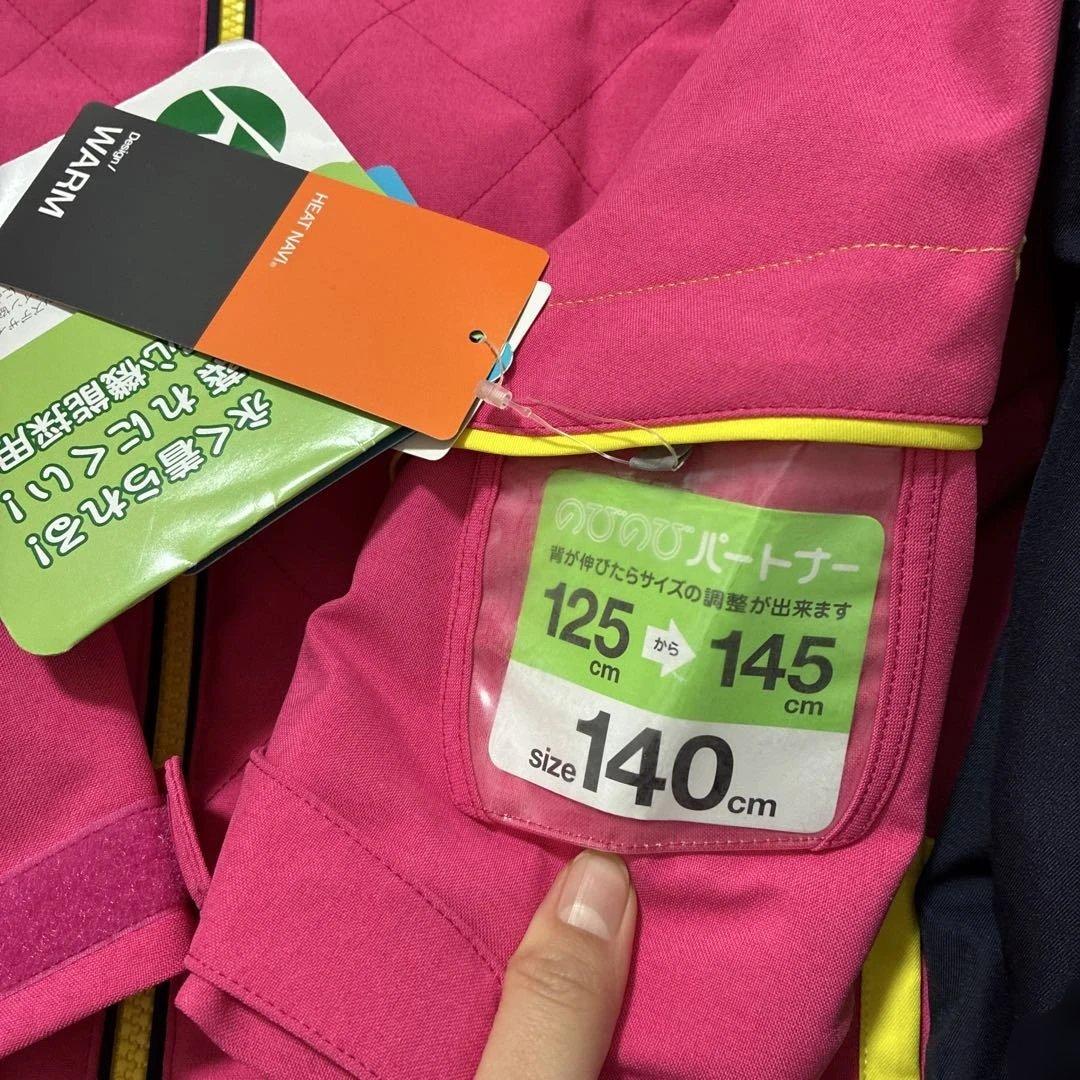 Design/
WARM
HEAT NAVI®
永く着られる!
れにくい!
機能採用
のびのびパートナー
背が伸びたらサイズの調整が出来ます
125cm から 145cm
size 140cm